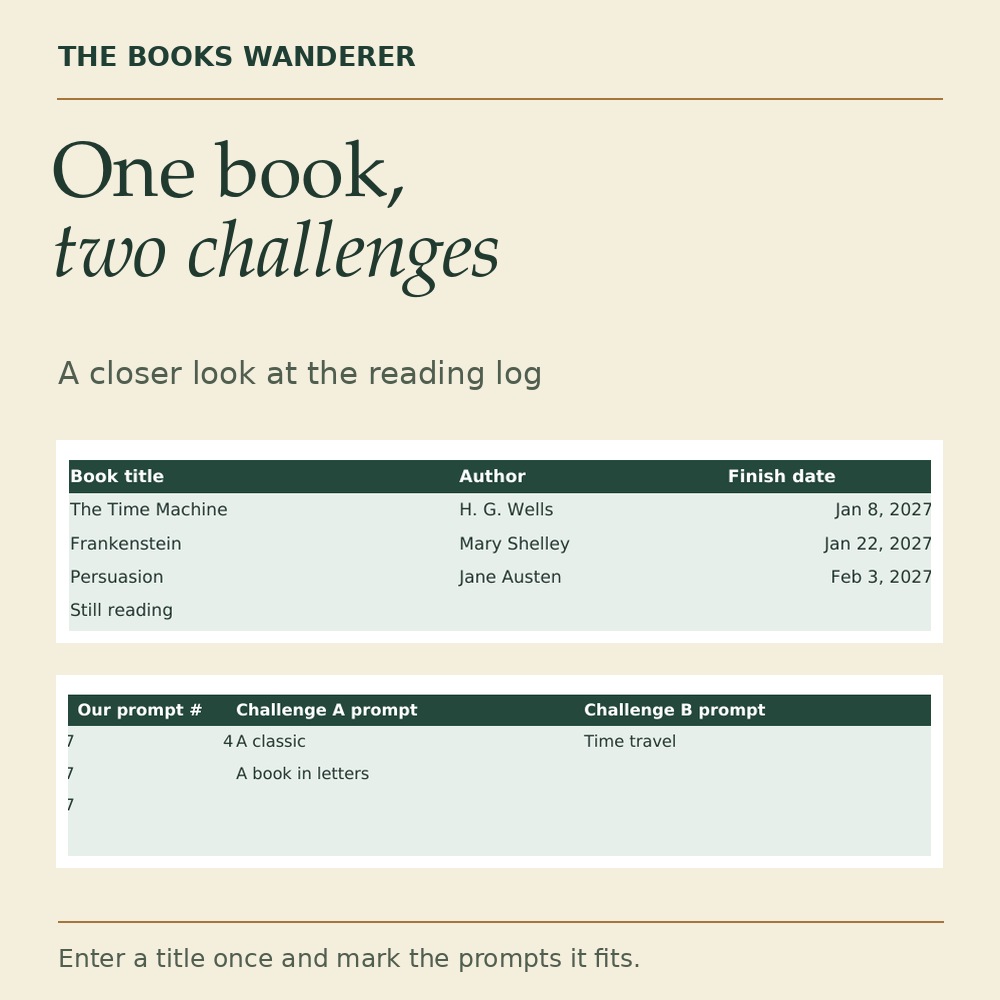 THE BOOKS WANDERER
One book,
two challenges
A closer look at the reading log
Book title Author Finish date
The Time Machine H. G. Wells Jan 8, 2027
Frankenstein Mary Shelley Jan 22, 2027
Persuasion Jane Austen Feb 3, 2027
Still reading
Our prompt # Challenge A prompt Challenge B prompt
7 4 A classic Time travel
7 A book in letters
7
Enter a title once and mark the prompts it fits.